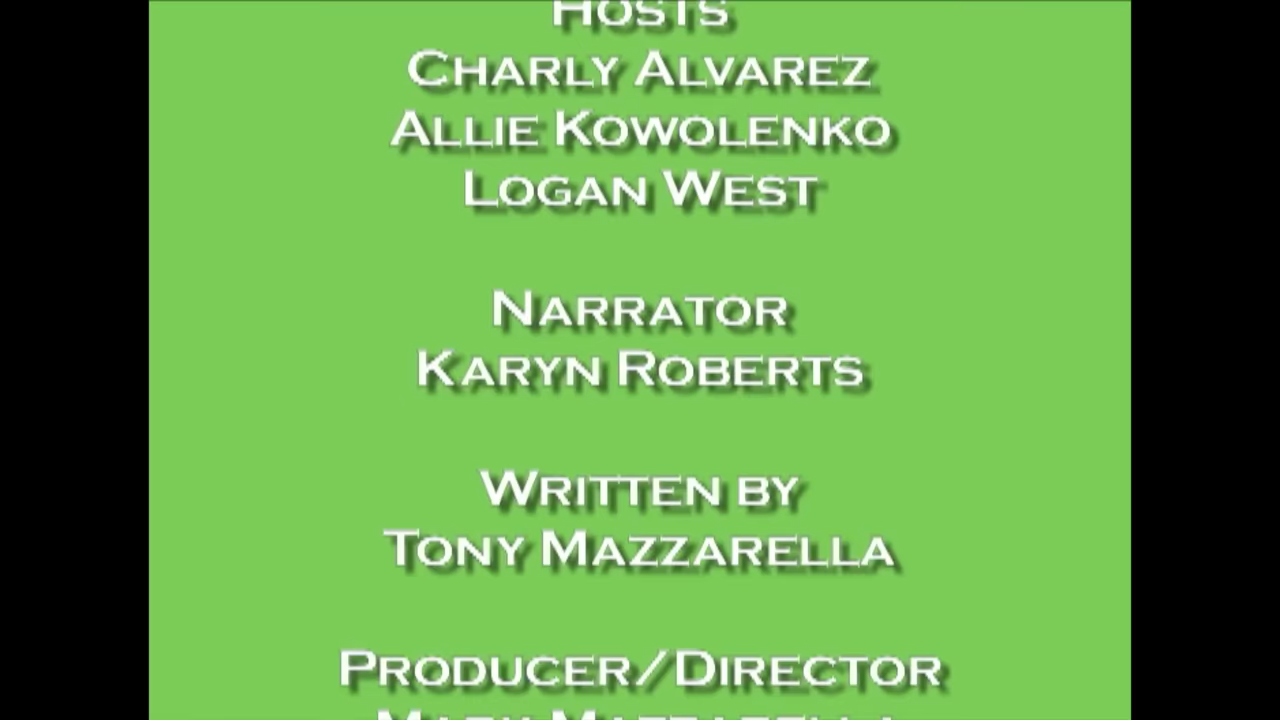 HOSTS
CHARLY ALVAREZ
ALLIE KOWOLENKO
LOGAN WEST
NARRATOR
KARYN ROBERTS
WRITTEN BY
TONY MAZZARELLA
PRODUCER/DIRECTOR